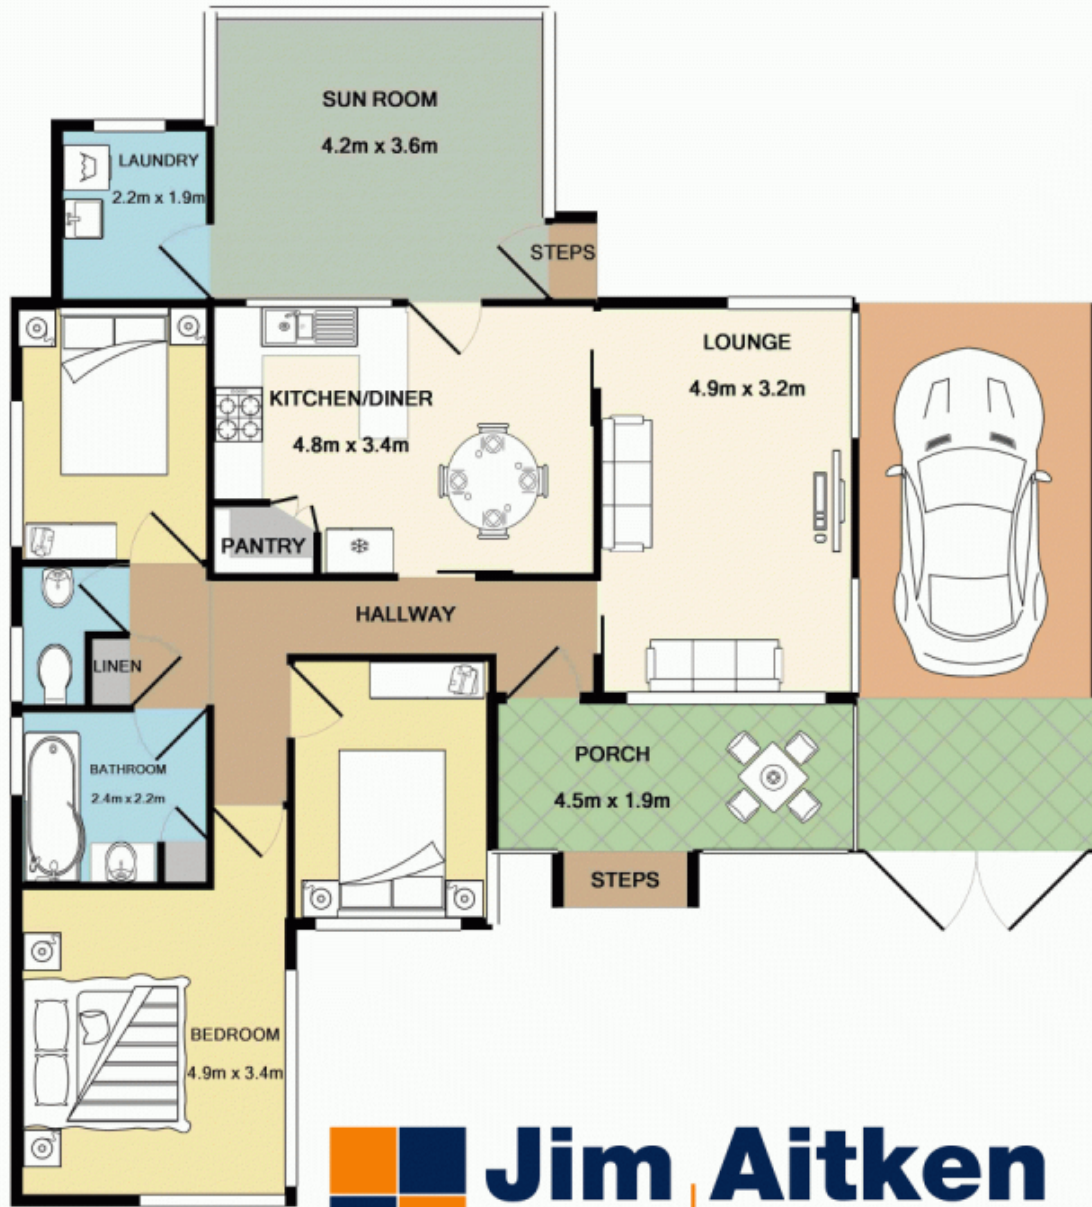 SUN ROOM
4.2m x 3.6m
LAUNDRY
2.2m x 1.9m
STEPS
LOUNGE
4.9m x 3.2m
KITCHEN/DINER
4.8m x 3.4m
PANTRY
HALLWAY
LINEN
PORCH
4.5m x 1.9m
BATHROOM
2.4m x 2.2m
STEPS
BEDROOM
4.9m x 3.4m
Jim Aitken